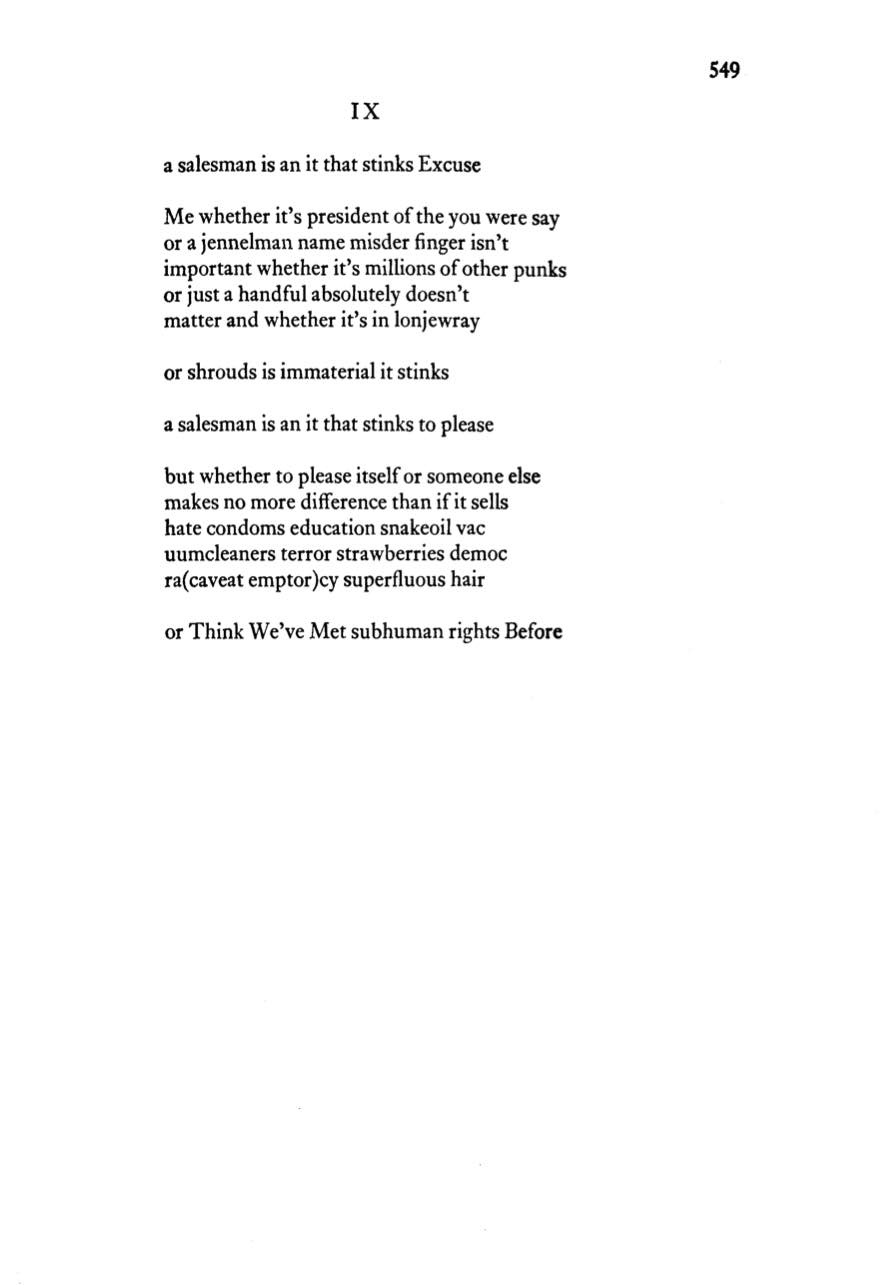 549
IX
a salesman is an it that stinks Excuse
Me whether it's president of the you were say
or a jennelman name misder finger isn't
important whether it's millions of other punks
or just a handful absolutely doesn't
matter and whether it's in lonjewray
or shrouds is immaterial it stinks
a salesman is an it that stinks to please
but whether to please itself or someone else
makes no more difference than if it sells
hate condoms education snakeoil vac
uumcleaners terror strawberries democ
ra(caveat emptor)cy superfluous hair
or Think We've Met subhuman rights Before